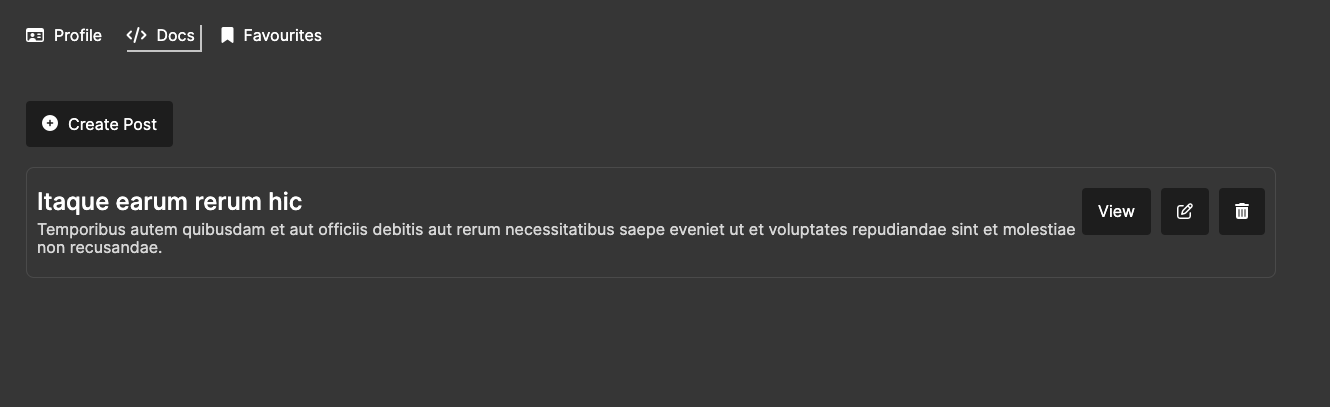 Profile
Docs
Favourites
Create Post
Itaque earum rerum hic
Temporibus autem quibusdam et aut officiis debitis aut rerum necessitatibus saepe eveniet ut et voluptates repudiandae sint et molestiae
non recusandae.
View